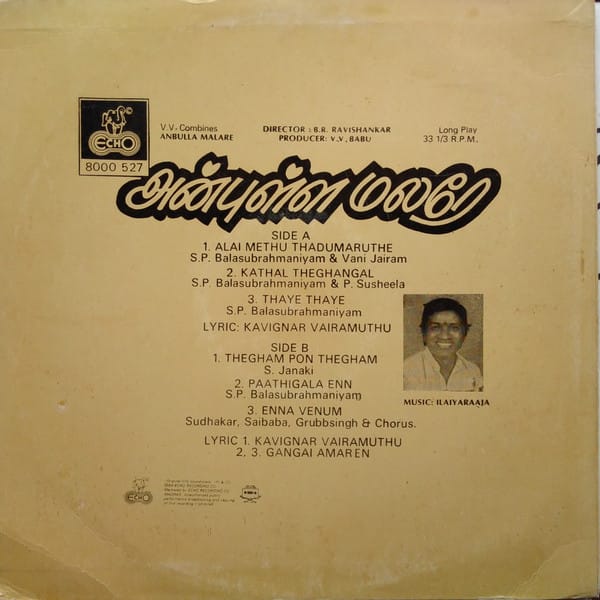 ECHO
8000 527
V.V. Combines
ANBULLA MALARE
DIRECTOR : B.R. RAVISHANKAR
PRODUCER: V.V. BABU
Long Play
33 1/3 R.P.M.
அன்புள்ள மலரே
SIDE A
1. ALAI METHU THADUMARUTHE
S.P. Balasubrahmaniyam & Vani Jairam
2. KATHAL THEGHANGAL
S.P. Balasubrahmaniyam & P. Susheela
3. THAYE THAYE
S.P. Balasubrahmaniyam
LYRIC: KAVIGNAR VAIRAMUTHU
SIDE B
1. THEGHAM PON THEGHAM
S. Janaki
2. PAATHIGALA ENN
S.P. Balasubrahmaniyam
3. ENNA VENUM
Sudhakar, Saibaba, Grubbsingh & Chorus.
LYRIC 1. KAVIGNAR VAIRAMUTHU
2, 3. GANGAI AMAREN
MUSIC: ILAIYARAAJA
ECHO